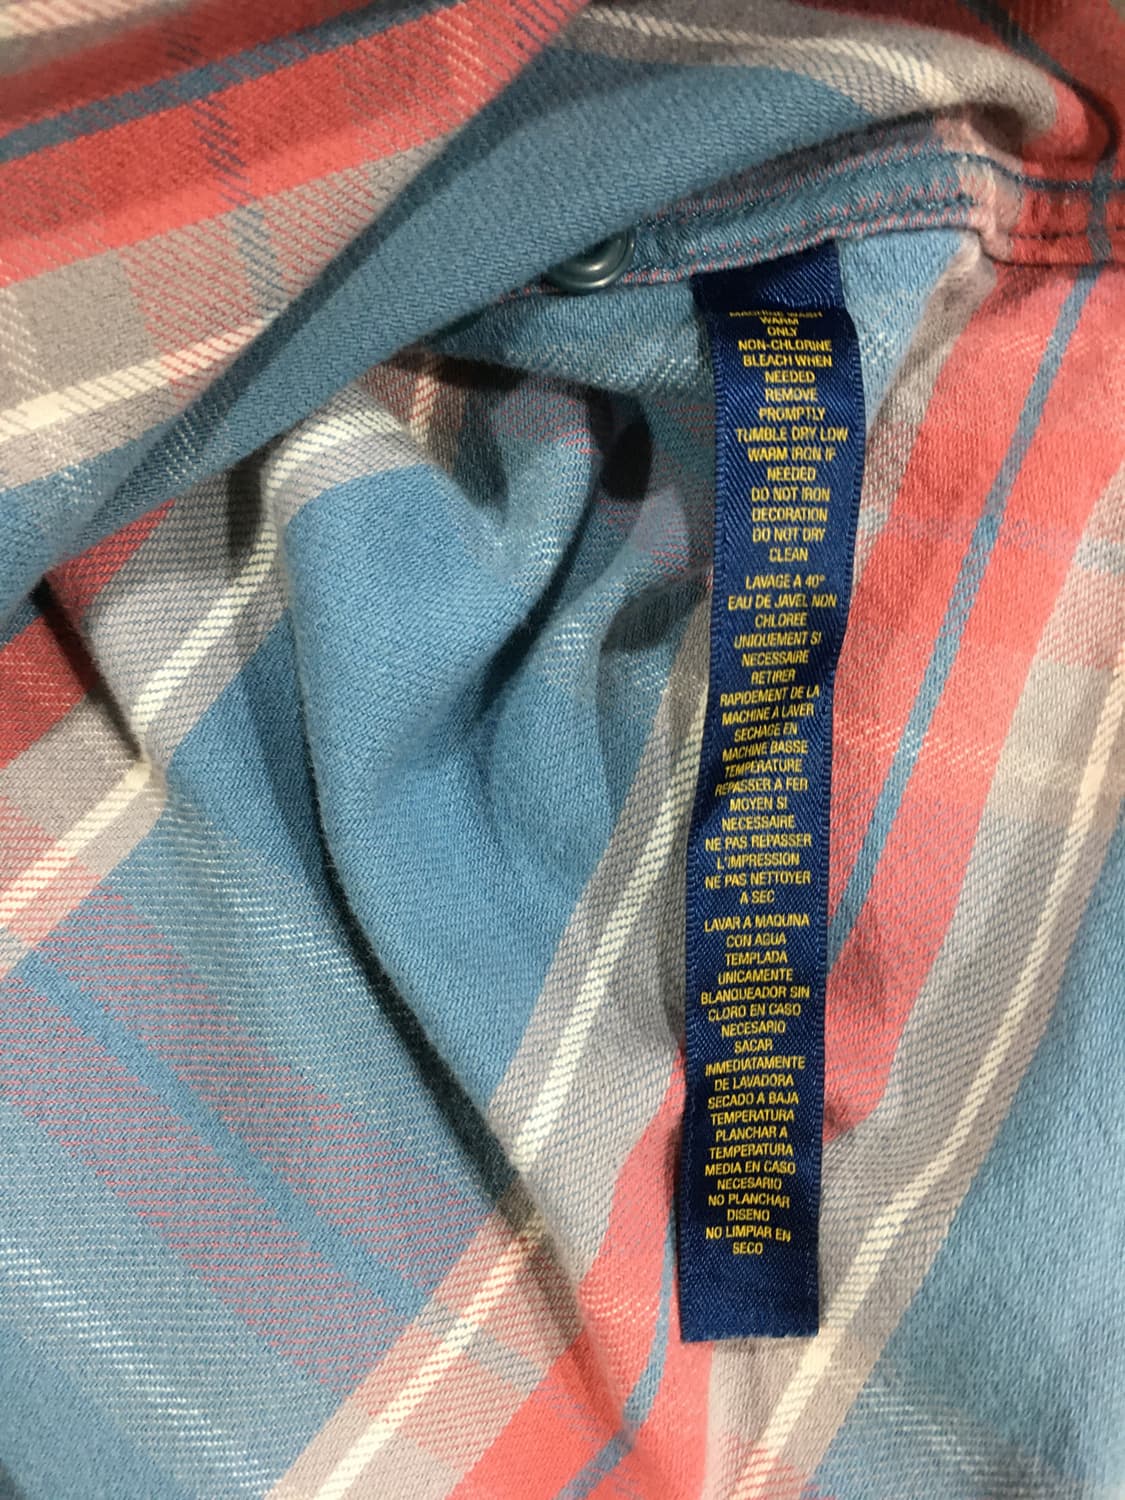 MACHINE WASH
WARM
ONLY
NON-CHLORINE
BLEACH WHEN
NEEDED
REMOVE
PROMPTLY
TUMBLE DRY LOW
WARM IRON IF
NEEDED
DO NOT IRON
DECORATION
DO NOT DRY
CLEAN
LAVAGE A 40°
EAU DE JAVEL NON
CHLOREE
UNIQUEMENT SI
NECESSAIRE
RETIRER
RAPIDEMENT DE LA
MACHINE A LAVER
SECHAGE EN
MACHINE BASSE
TEMPERATURE
REPASSER A FER
MOYEN SI
NECESSAIRE
NE PAS REPASSER
L'IMPRESSION
NE PAS NETTOYER
A SEC
LAVAR A MAQUINA
CON AGUA
TEMPLADA
UNICAMENTE
BLANQUEADOR SIN
CLORO EN CASO
NECESARIO
SACAR
INMEDIATAMENTE
DE LAVADORA
SECADO A BAJA
TEMPERATURA
PLANCHAR A
TEMPERATURA
MEDIA EN CASO
NECESARIO
NO PLANCHAR
DISENO
NO LIMPIAR EN
SECO